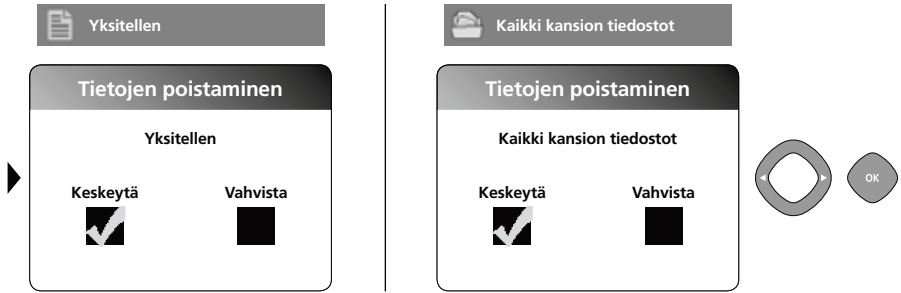 Yksitellen
Tietojen poistaminen
Yksitellen
Keskeytä Vahvista
Kaikki kansion tiedostot
Tietojen poistaminen
Kaikki kansion tiedostot
Keskeytä Vahvista
OK